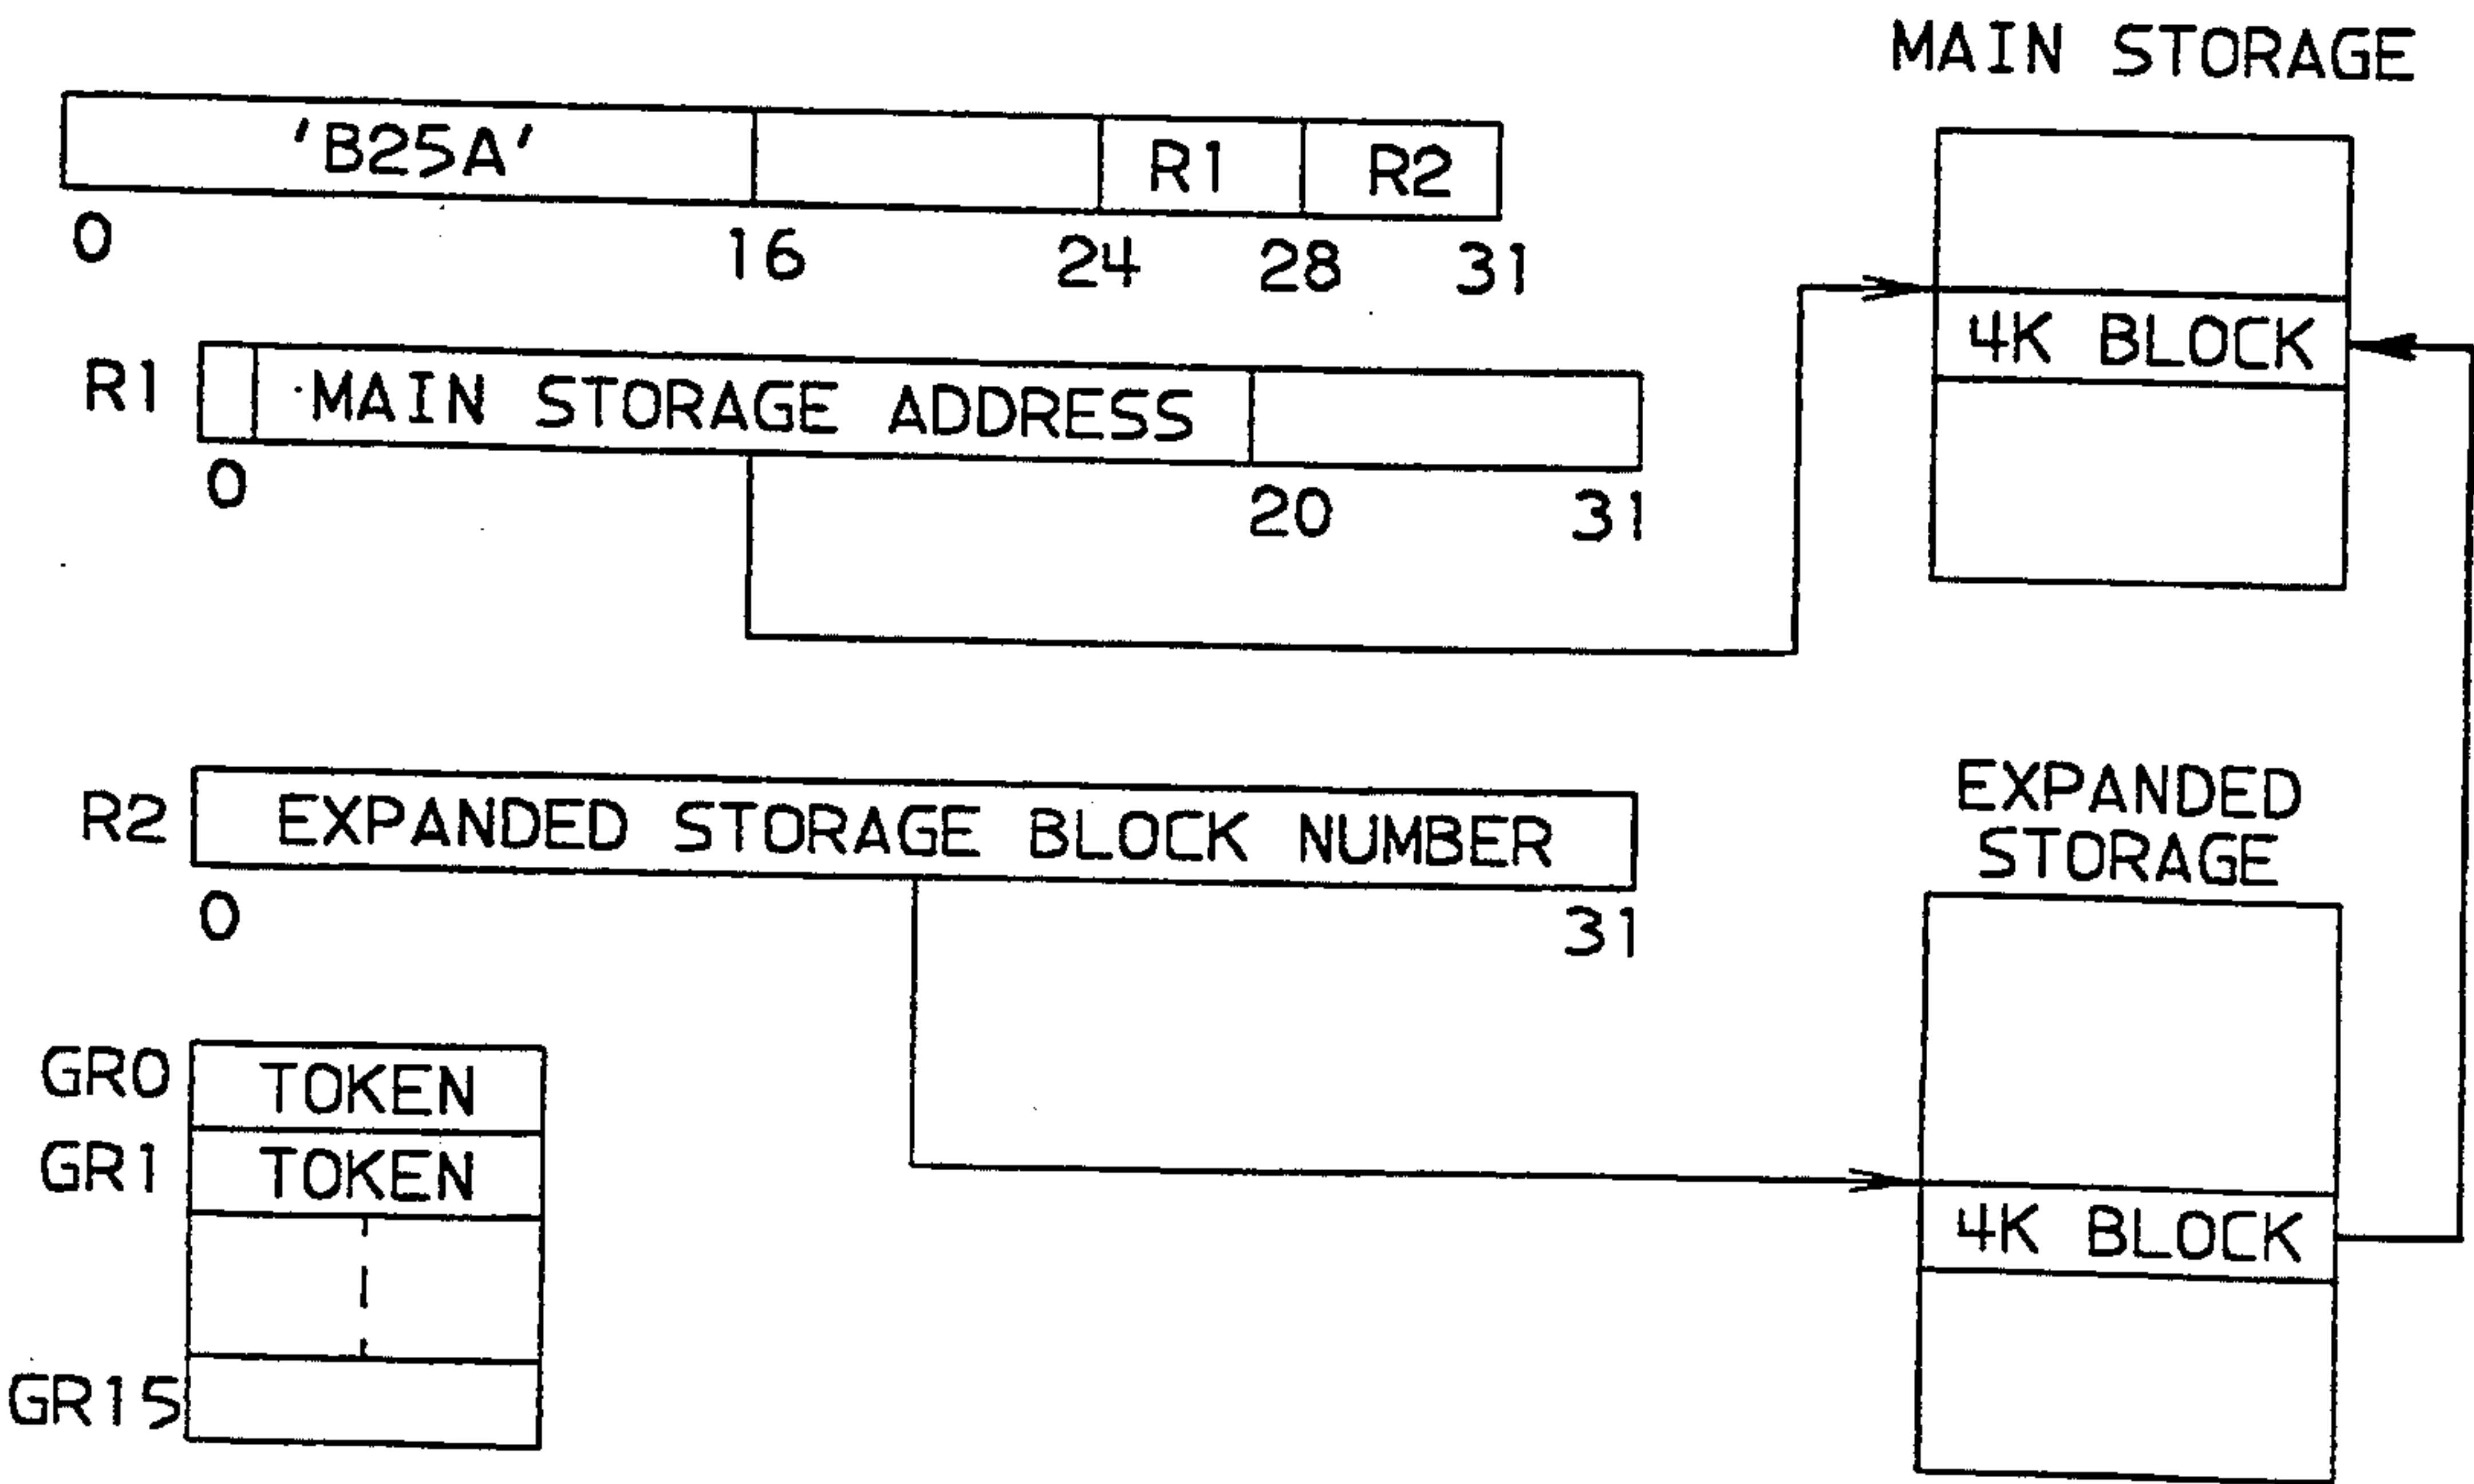 MAIN STORAGE
'B25A' R1 R2
0 16 24 28 31
4K BLOCK
R1 MAIN STORAGE ADDRESS
0 20 31
EXPANDED
STORAGE
R2 EXPANDED STORAGE BLOCK NUMBER
0 31
GR0 TOKEN
GR1 TOKEN
4K BLOCK
GR15